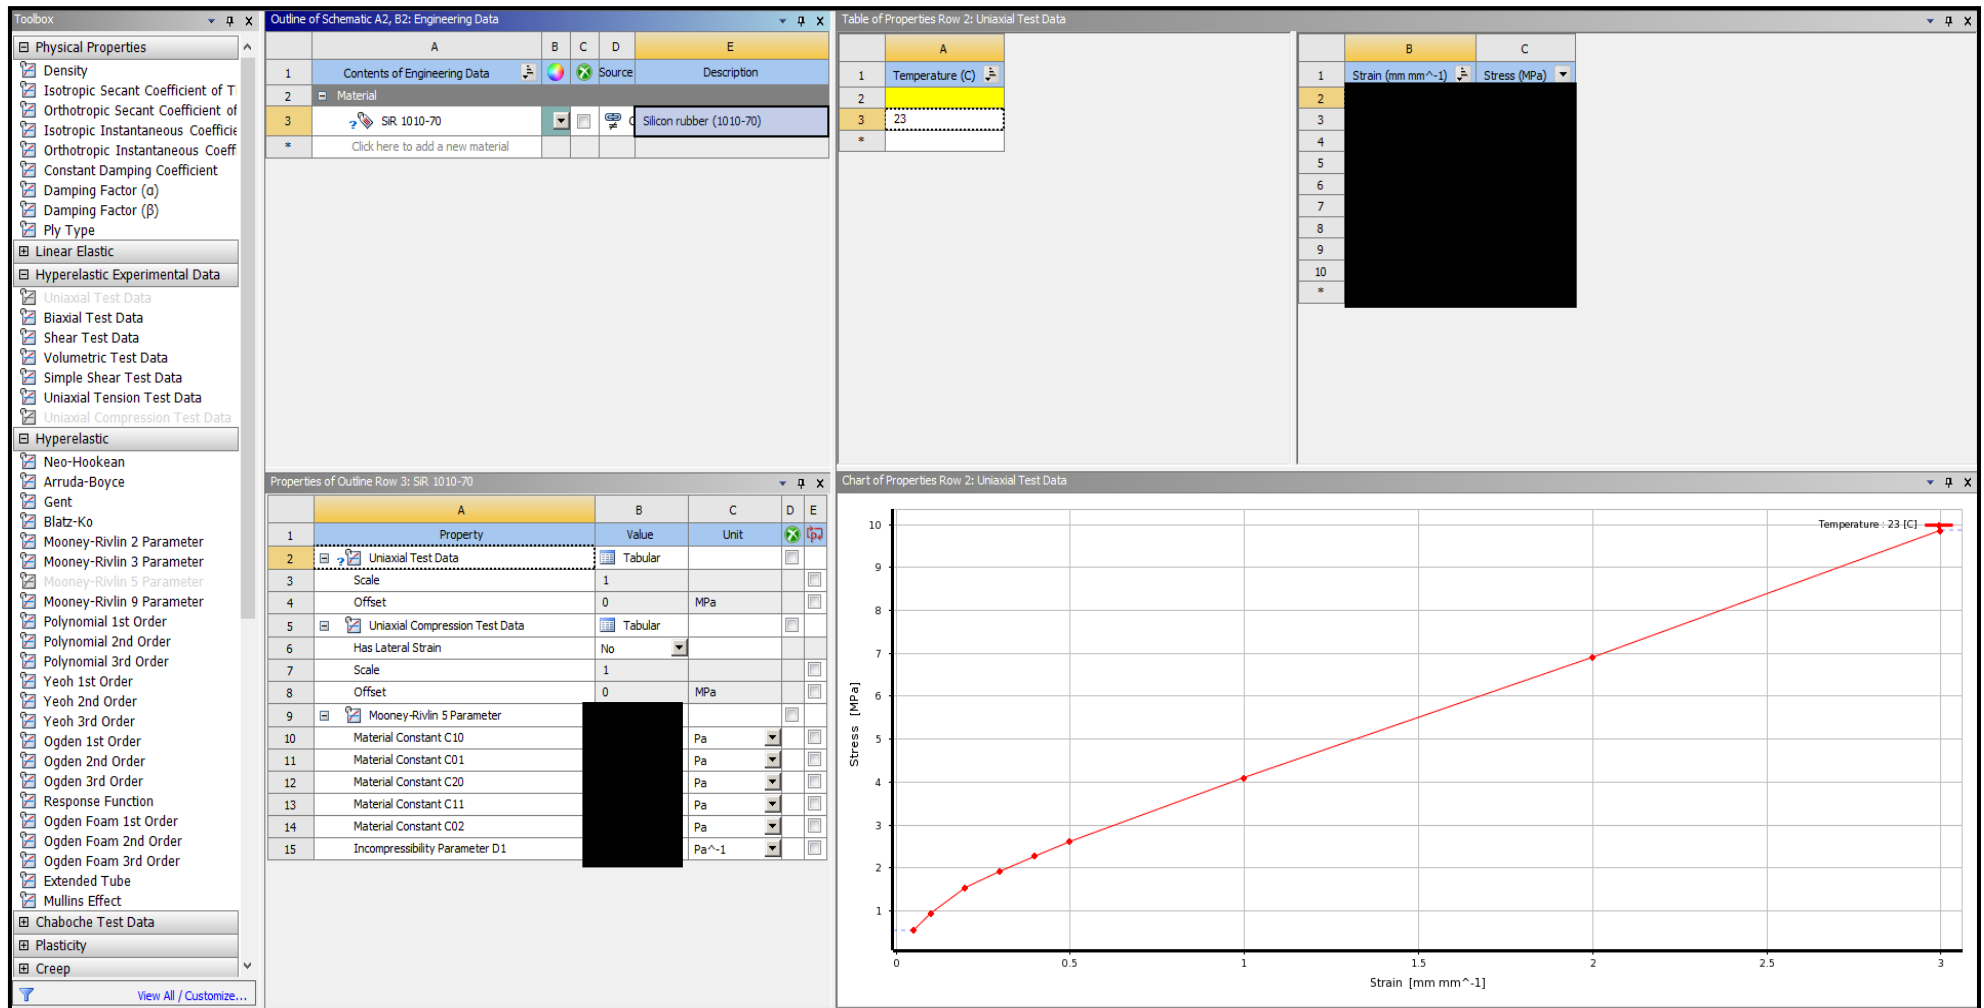 Toolbox
Physical Properties
Density
Isotropic Secant Coefficient of T
Orthotropic Secant Coefficient of
Isotropic Instantaneous Coefficie
Orthotropic Instantaneous Coeff
Constant Damping Coefficient
Damping Factor (α)
Damping Factor (β)
Ply Type
Linear Elastic
Hyperelastic Experimental Data
Uniaxial Test Data
Biaxial Test Data
Shear Test Data
Volumetric Test Data
Simple Shear Test Data
Uniaxial Tension Test Data
Uniaxial Compression Test Data
Hyperelastic
Neo-Hookean
Arruda-Boyce
Gent
Blatz-Ko
Mooney-Rivlin 2 Parameter
Mooney-Rivlin 3 Parameter
Mooney-Rivlin 5 Parameter
Mooney-Rivlin 9 Parameter
Polynomial 1st Order
Polynomial 2nd Order
Polynomial 3rd Order
Yeoh 1st Order
Yeoh 2nd Order
Yeoh 3rd Order
Ogden 1st Order
Ogden 2nd Order
Ogden 3rd Order
Response Function
Ogden Foam 1st Order
Ogden Foam 2nd Order
Ogden Foam 3rd Order
Extended Tube
Mullins Effect
Chaboche Test Data
Plasticity
Creep
View All / Customize...
Outline of Schematic A2, B2: Engineering Data
A B C D E
1 Contents of Engineering Data Source Description
2 Material
3 SiR 1010-70 Silicon rubber (1010-70)
* Click here to add a new material
Properties of Outline Row 3: SiR 1010-70
A B C D E
1 Property Value Unit
2 Uniaxial Test Data Tabular
3 Scale 1
4 Offset 0 MPa
5 Uniaxial Compression Test Data Tabular
6 Has Lateral Strain No
7 Scale 1
8 Offset 0 MPa
9 Mooney-Rivlin 5 Parameter
10 Material Constant C10 Pa
11 Material Constant C01 Pa
12 Material Constant C20 Pa
13 Material Constant C11 Pa
14 Material Constant C02 Pa
15 Incompressibility Parameter D1 Pa^-1
Table of Properties Row 2: Uniaxial Test Data
A
1 Temperature (C)
2
3 23
*
B C
1 Strain (mm mm^-1) Stress (MPa)
2
3
4
5
6
7
8
9
10
*
Chart of Properties Row 2: Uniaxial Test Data
Temperature : 23 [C]
10
9
8
7
6
5
4
3
2
1
Stress [MPa]
0 0.5 1 1.5 2 2.5 3
Strain [mm mm^-1]